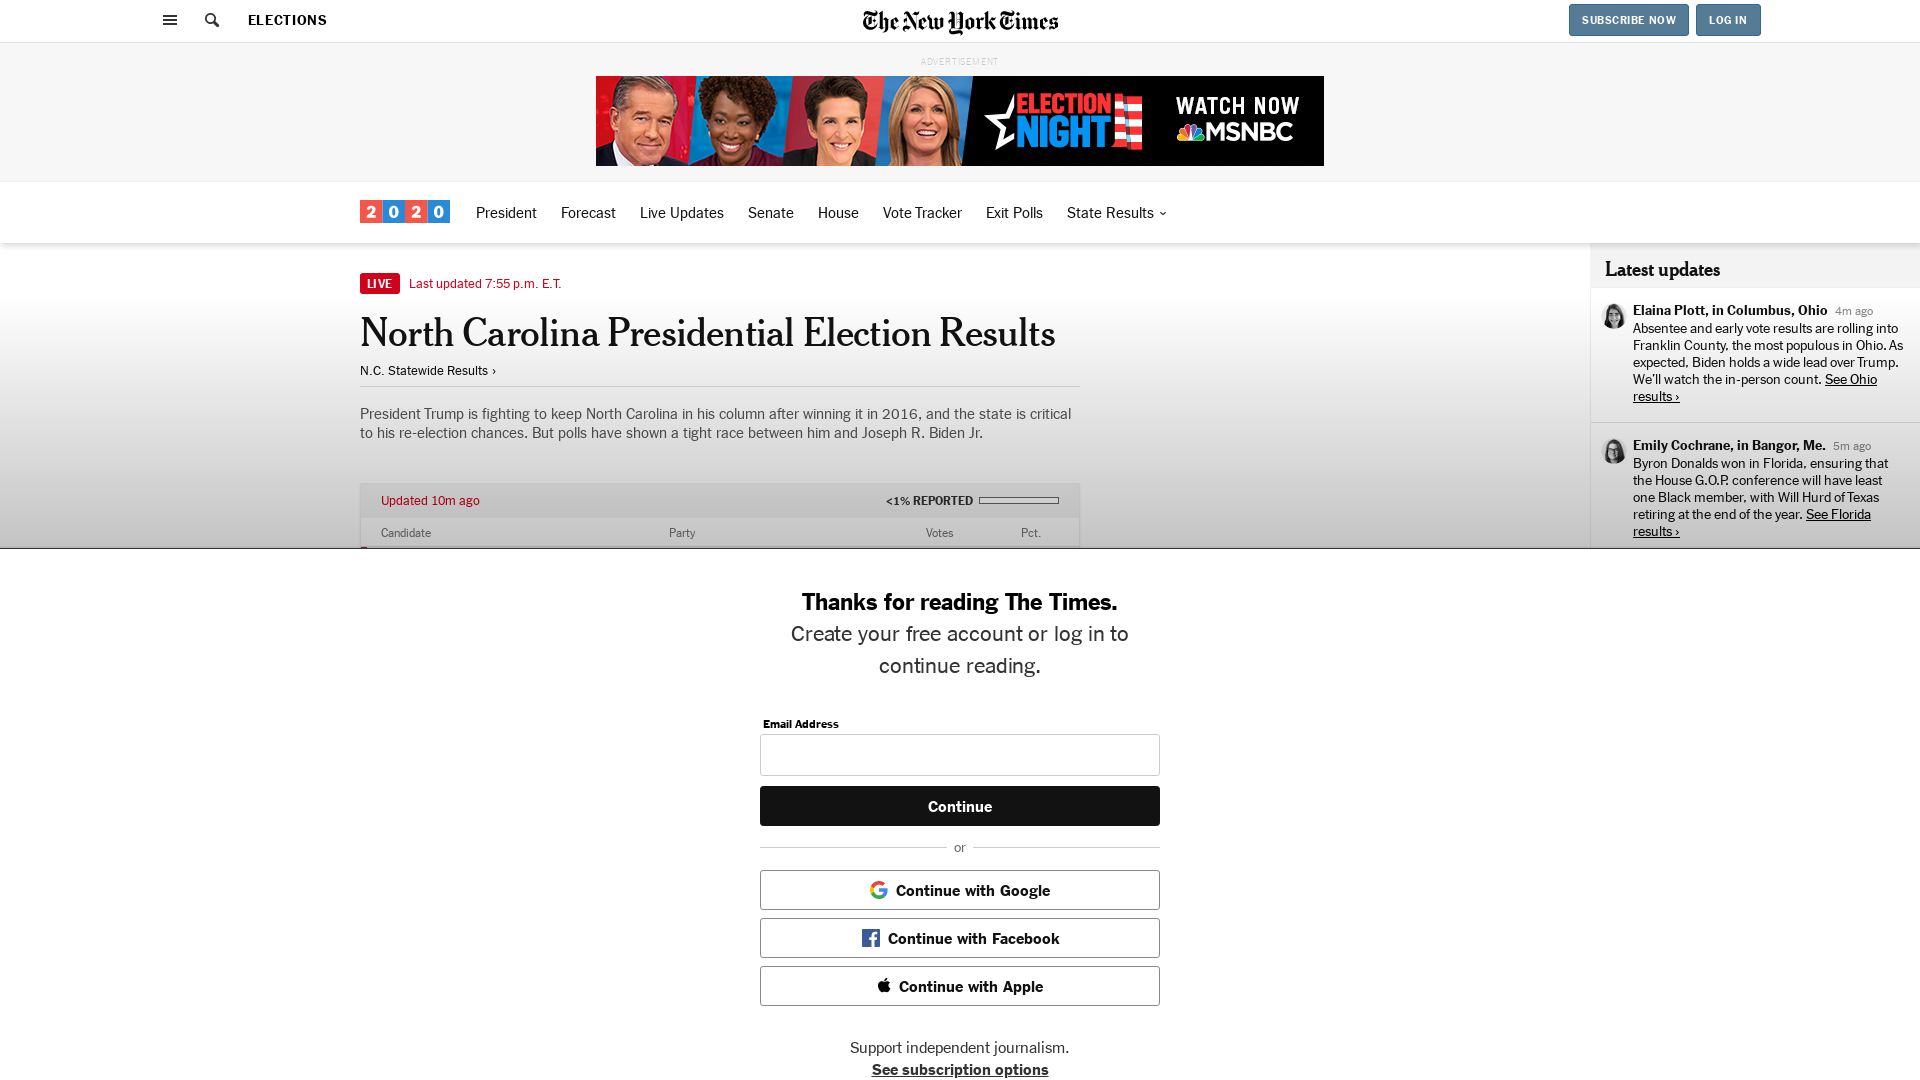 ELECTIONS
The New York Times
SUBSCRIBE NOW
LOG IN
ADVERTISEMENT
ELECTION
NIGHT
WATCH NOW
MSNBC
2020
President
Forecast
Live Updates
Senate
House
Vote Tracker
Exit Polls
State Results
LIVE Last updated 7:55 p.m. E.T.
North Carolina Presidential Election Results
N.C. Statewide Results ›
President Trump is fighting to keep North Carolina in his column after winning it in 2016, and the state is critical
to his re-election chances. But polls have shown a tight race between him and Joseph R. Biden Jr.
Updated 10m ago
<1% REPORTED
Candidate Party Votes Pct.
Latest updates
Elaina Plott, in Columbus, Ohio 4m ago
Absentee and early vote results are rolling into
Franklin County, the most populous in Ohio. As
expected, Biden holds a wide lead over Trump.
We’ll watch the in-person count. See Ohio
results ›
Emily Cochrane, in Bangor, Me. 5m ago
Byron Donalds won in Florida, ensuring that
the House G.O.P. conference will have least
one Black member, with Will Hurd of Texas
retiring at the end of the year. See Florida
results ›
Thanks for reading The Times.
Create your free account or log in to
continue reading.
Email Address
Continue
or
Continue with Google
Continue with Facebook
Continue with Apple
Support independent journalism.
See subscription options